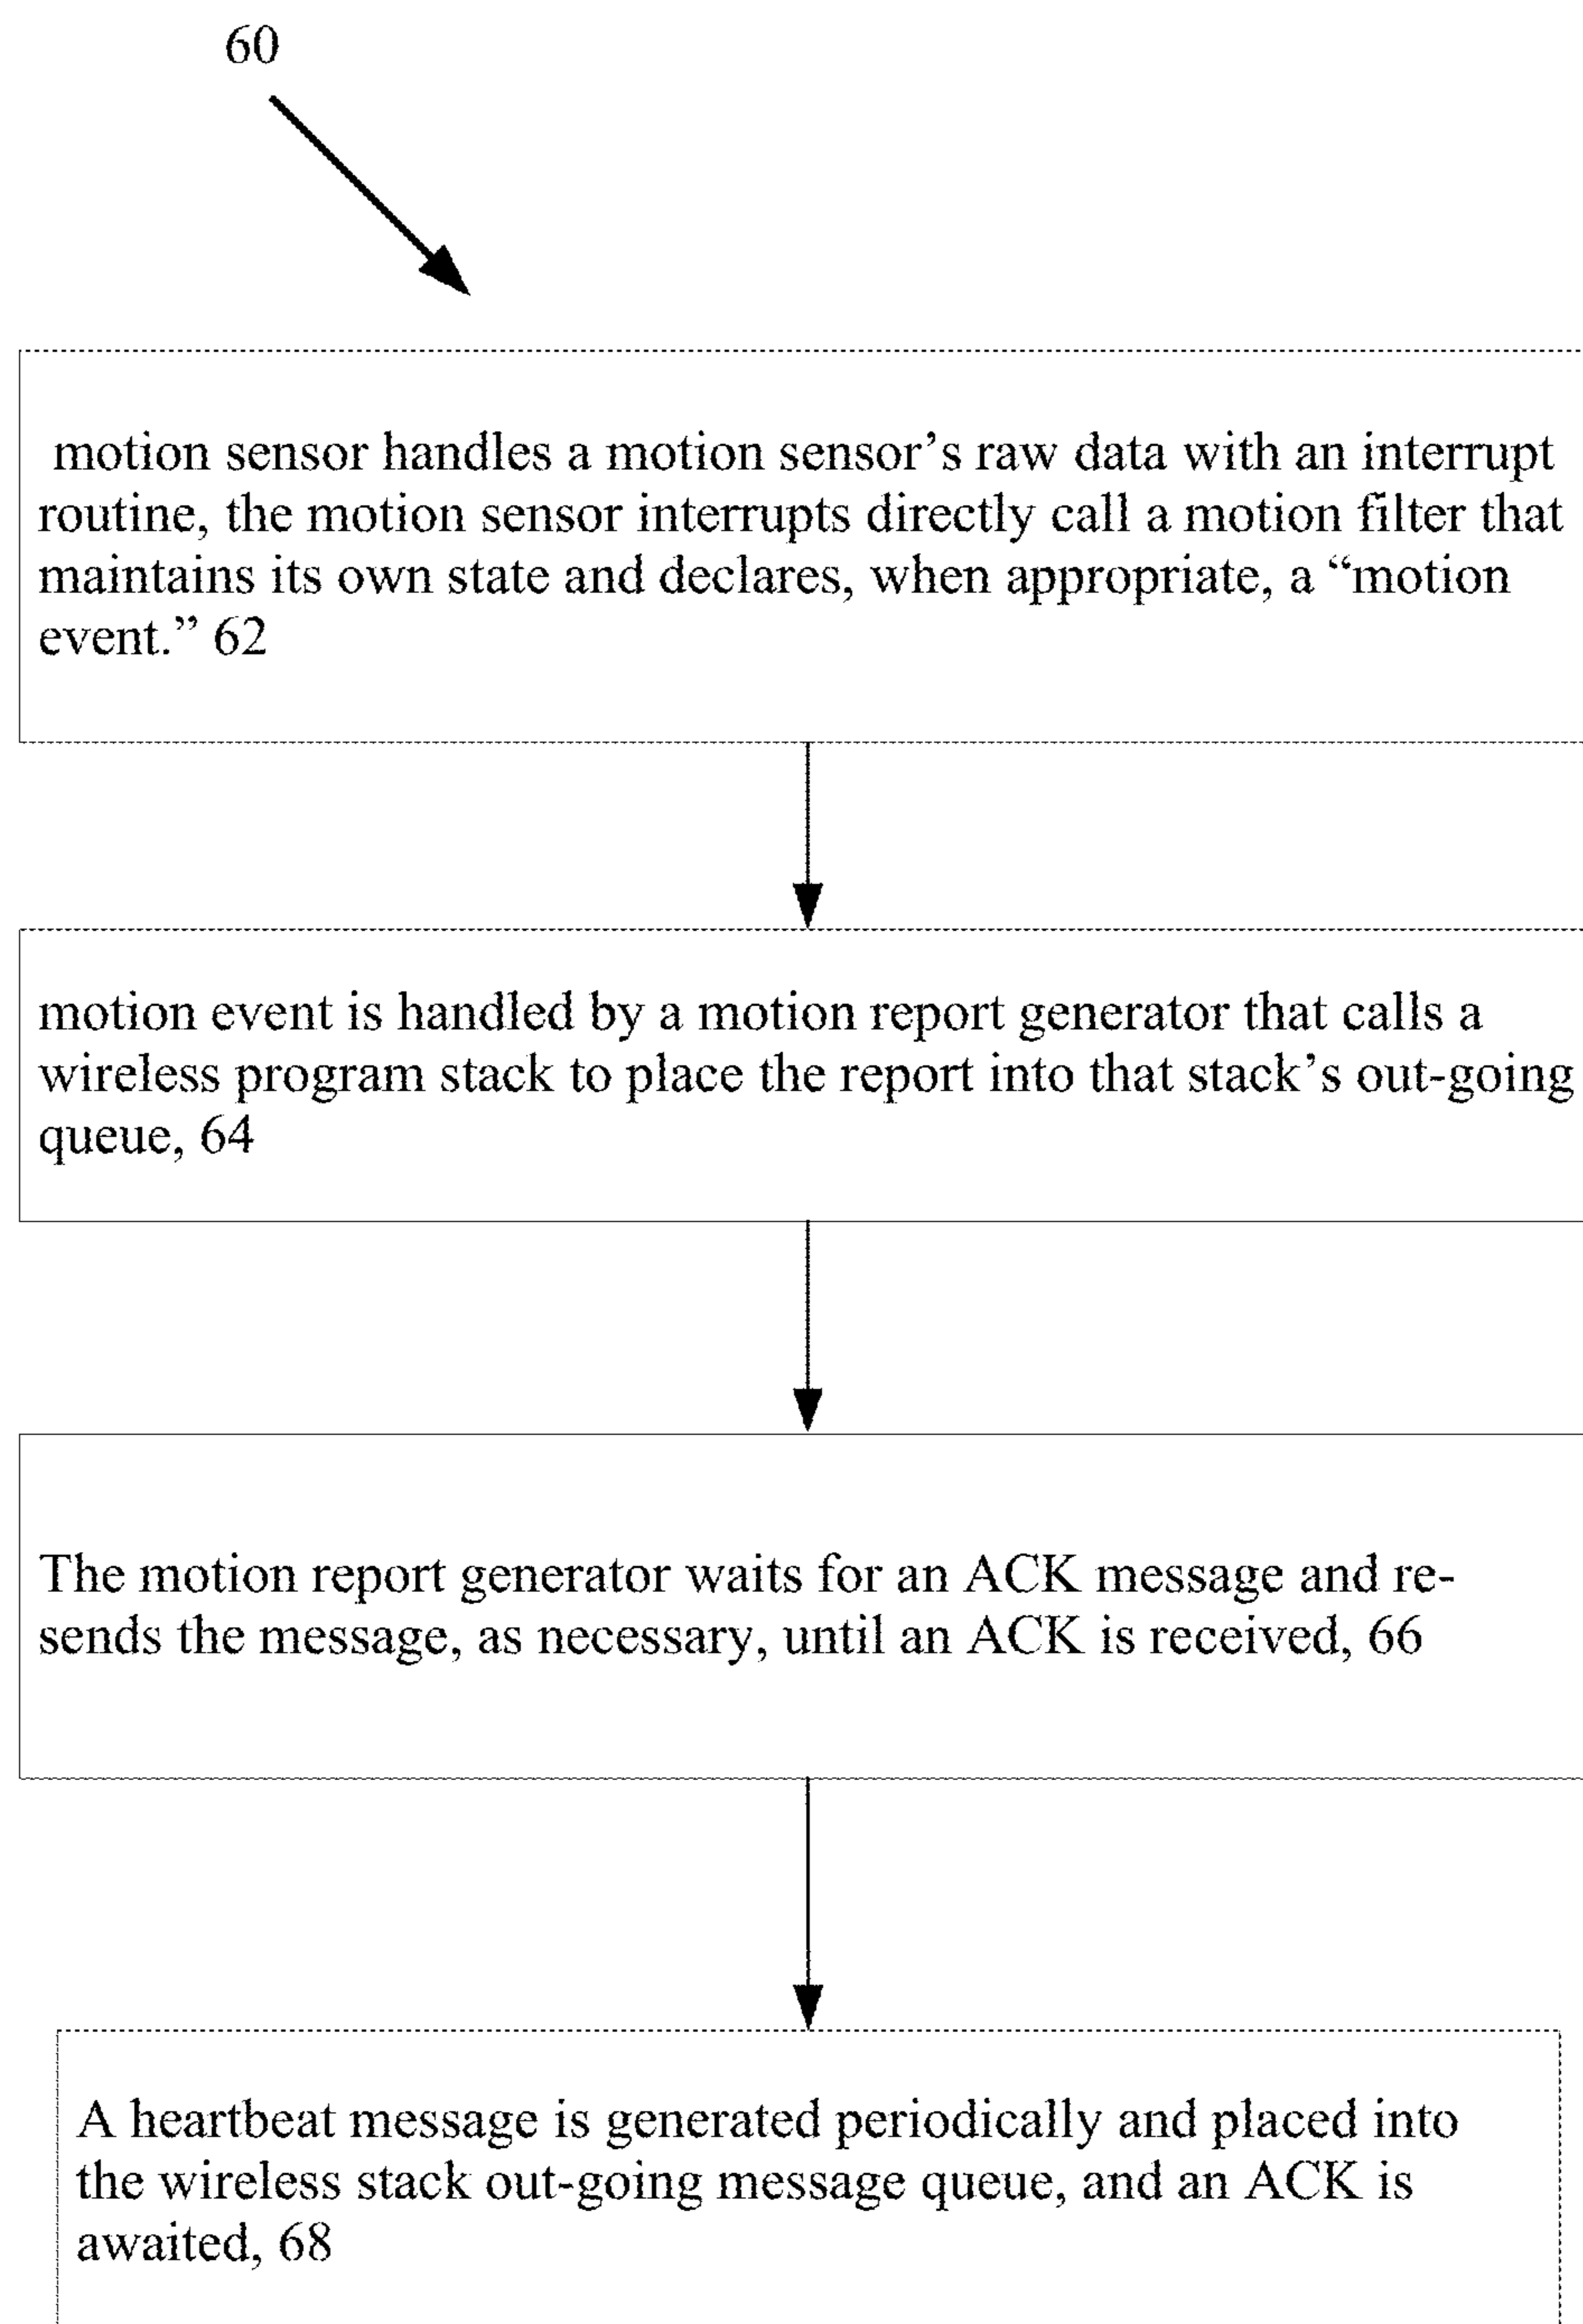 60
motion sensor handles a motion sensor’s raw data with an interrupt
routine, the motion sensor interrupts directly call a motion filter that
maintains its own state and declares, when appropriate, a “motion
event.” 62
motion event is handled by a motion report generator that calls a
wireless program stack to place the report into that stack’s out-going
queue, 64
The motion report generator waits for an ACK message and re-
sends the message, as necessary, until an ACK is received, 66
A heartbeat message is generated periodically and placed into
the wireless stack out-going message queue, and an ACK is
awaited, 68